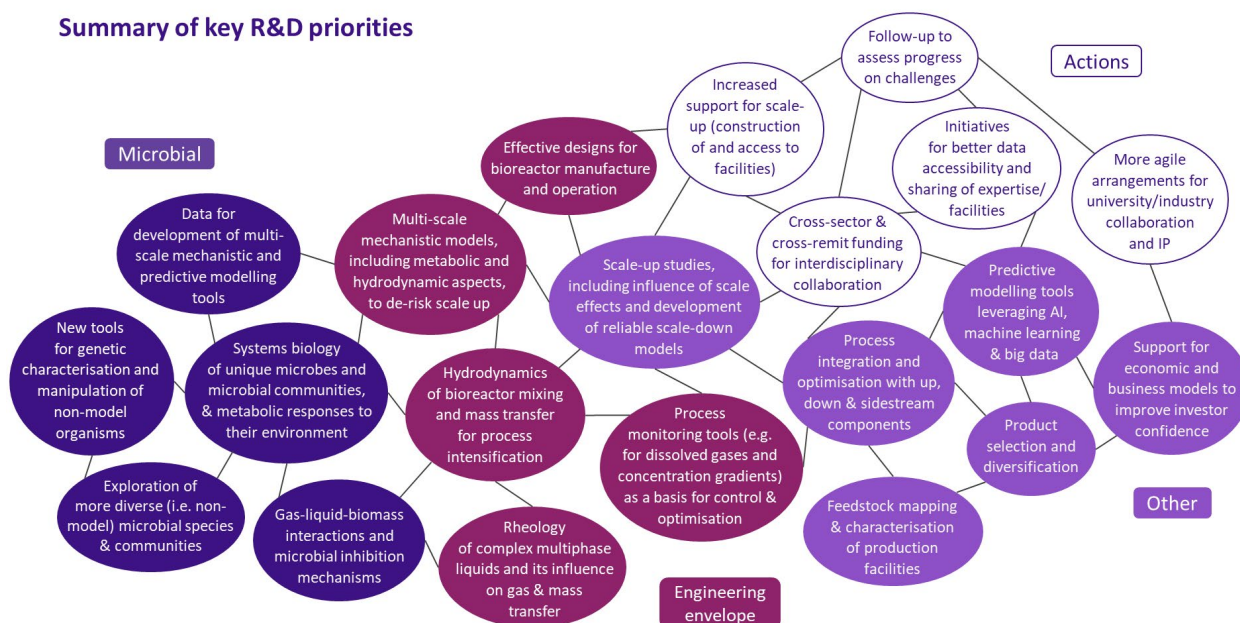 Summary of key R&D priorities
Follow-up to
assess progress
on challenges
Actions
Increased
support for scale-
up (construction
of and access to
facilities)
Initiatives
for better data
accessibility and
sharing of expertise/
facilities
Microbial
Effective designs for
bioreactor manufacture
and operation
More agile
arrangements for
university/industry
collaboration
and IP
Data for
development of multi-
scale mechanistic and
predictive modelling
tools
Multi-scale
mechanistic models,
including metabolic and
hydrodynamic aspects,
to de-risk scale up
Cross-sector &
cross-remit funding
for interdisciplinary
collaboration
Scale-up studies,
including influence of scale
effects and development
of reliable scale-down
models
Predictive
modelling tools
leveraging AI,
machine learning
& big data
New tools
for genetic
characterisation and
manipulation of
non-model
organisms
Systems biology
of unique microbes and
microbial communities,
& metabolic responses to
their environment
Hydrodynamics
of bioreactor mixing
and mass transfer
for process
intensification
Process
integration and
optimisation with up,
down & sidestream
components
Support for
economic and
business models to
improve investor
confidence
Process
monitoring tools (e.g.
for dissolved gases and
concentration gradients)
as a basis for control &
optimisation
Product
selection and
diversification
Exploration of
more diverse (i.e. non-
model) microbial species
& communities
Gas-liquid-biomass
interactions and
microbial inhibition
mechanisms
Rheology
of complex multiphase
liquids and its influence
on gas & mass
transfer
Feedstock mapping
& characterisation
of production
facilities
Other
Engineering
envelope